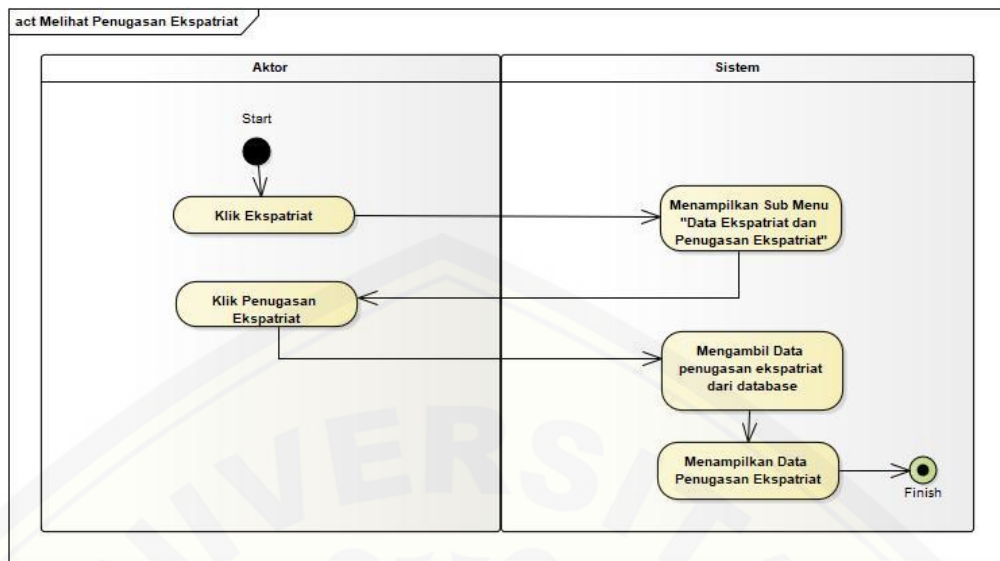 act Melihat Penugasan Ekspatriat
Aktor
Sistem
Start
Klik Ekspatriat
Menampilkan Sub Menu
"Data Ekspatriat dan
Penugasan Ekspatriat"
Klik Penugasan
Ekspatriat
Mengambil Data
penugasan ekspatriat
dari database
Menampilkan Data
Penugasan Ekspatriat
Finish